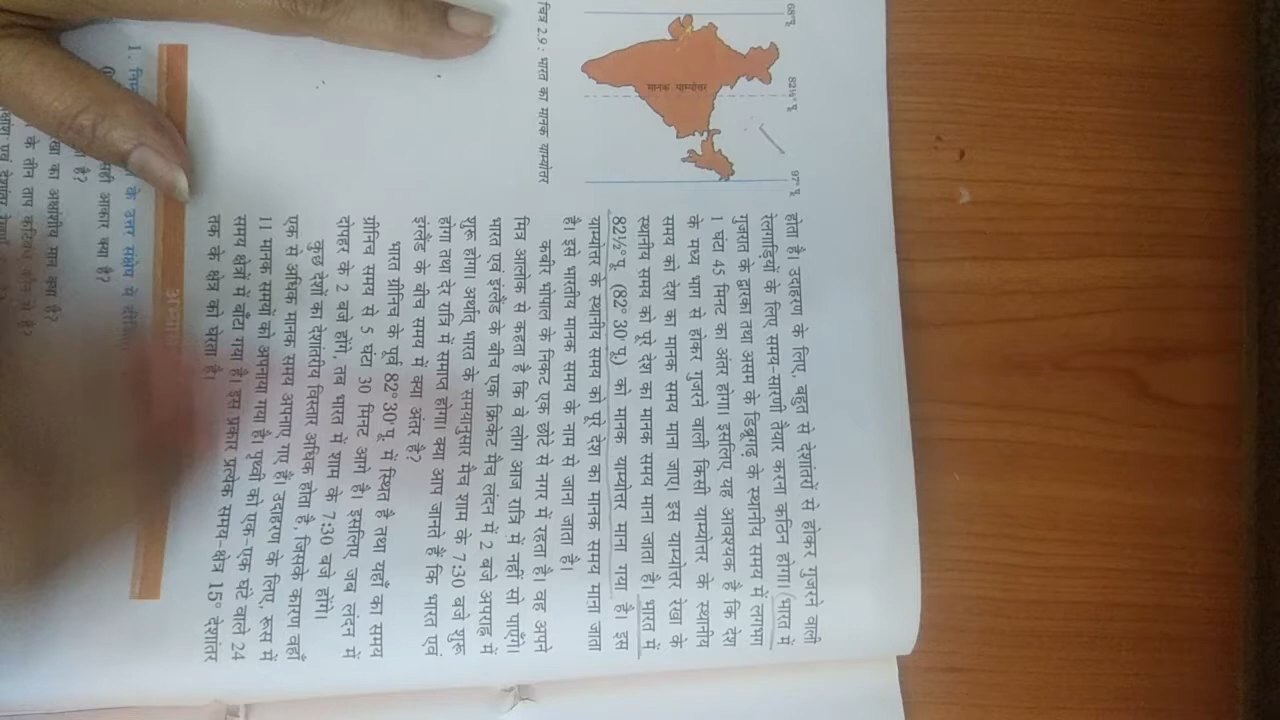 68° पू.
82½° पू.
97° पू.
मानक याम्योत्तर
चित्र 2.9 : भारत का मानक याम्योत्तर
होता है। उदाहरण के लिए, बहुत से देशांतरों से होकर गुज़रने वाली
रेलगाड़ियों के लिए समय-सारणी तैयार करना कठिन होगा। भारत में
गुजरात के द्वारका तथा असम के डिब्रूगढ़ के स्थानीय समय में लगभग
1 घंटा 45 मिनट का अंतर होगा। इसलिए यह आवश्यक है कि देश
के मध्य भाग से होकर गुज़रने वाली किसी याम्योत्तर के स्थानीय
समय को देश का मानक समय माना जाए। इस याम्योत्तर रेखा के
स्थानीय समय को पूरे देश का मानक समय माना जाता है। भारत में
82½° पू. (82° 30' पू.) को मानक याम्योत्तर माना गया है। इस
याम्योत्तर के स्थानीय समय को पूरे देश का मानक समय माना जाता
है। इसे भारतीय मानक समय के नाम से जाना जाता है।
कबीर भोपाल के निकट एक छोटे से नगर में रहता है। वह अपने
मित्र आलोक से कहता है कि वे लोग आज रात्रि में नहीं सो पाएँगे।
भारत एवं इंग्लैंड के बीच एक क्रिकेट मैच लंदन में 2 बजे अपराह्न में
शुरू होगा। अर्थात् भारत के समयानुसार मैच शाम के 7:30 बजे शुरू
होगा तथा देर रात्रि में समाप्त होगा। क्या आप जानते हैं कि भारत एवं
इंग्लैंड के बीच समय में क्या अंतर है?
भारत ग्रीनिच के पूर्व 82° 30' पू. में स्थित है तथा यहाँ का समय
ग्रीनिच समय से 5 घंटा 30 मिनट आगे है। इसलिए जब लंदन में
दोपहर के 2 बजे होंगे, तब भारत में शाम के 7:30 बजे होंगे।
कुछ देशों का देशांतरीय विस्तार अधिक होता है, जिसके कारण वहाँ
एक से अधिक मानक समय अपनाए गए हैं। उदाहरण के लिए, रूस में
11 मानक समयों को अपनाया गया है। पृथ्वी को एक-एक घंटे वाले 24
समय क्षेत्रों में बाँटा गया है। इस प्रकार प्रत्येक समय क्षेत्र 15° देशांतर
तक के क्षेत्र को घेरता है।
1.
के उत्तर संक्षेप में
सही आकार क्या है?
है?
का अक्षांशीय मान क्या है?
के तीन ताप कटिबंध कौन से हैं?
एवं देशांतर